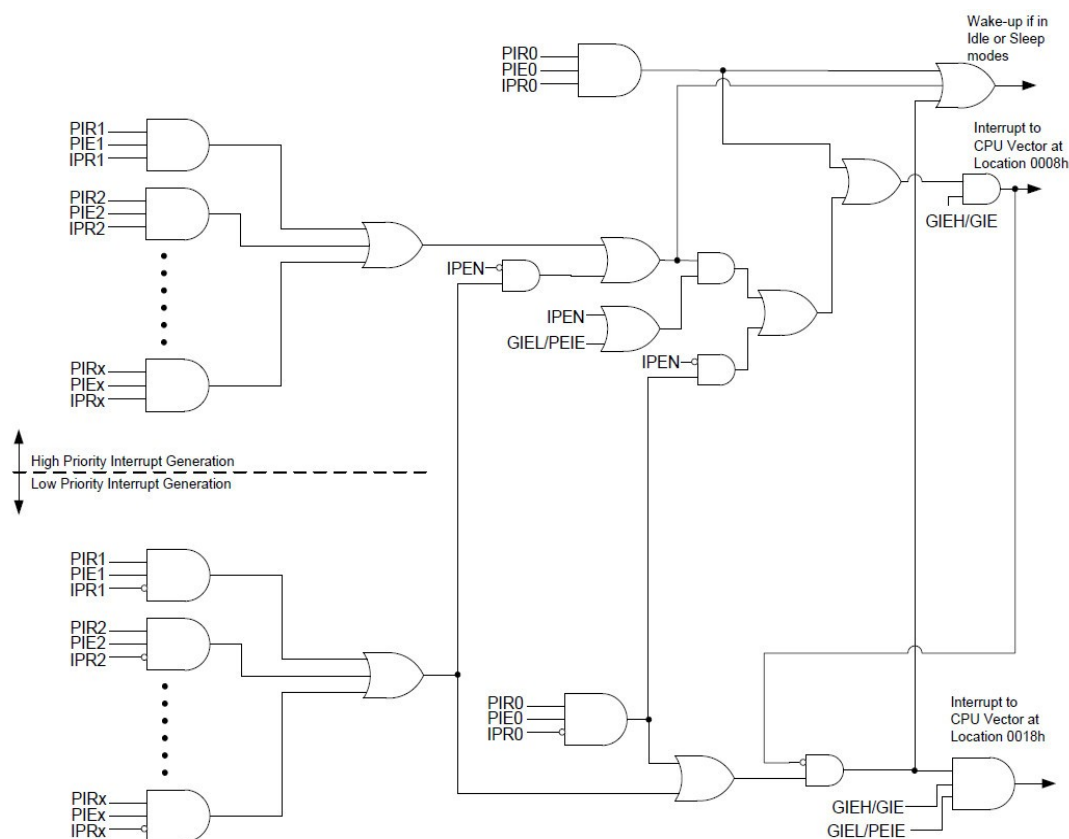 Wake-up if in
Idle or Sleep
modes
PIR0
PIE0
IPR0
PIR1
PIE1
IPR1
Interrupt to
CPU Vector at
Location 0008h
PIR2
PIE2
IPR2
GIEH/GIE
IPEN
IPEN
GIEL/PEIE
IPEN
PIRx
PIEx
IPRx
High Priority Interrupt Generation
Low Priority Interrupt Generation
PIR1
PIE1
IPR1
PIR2
PIE2
IPR2
PIR0
PIE0
IPR0
Interrupt to
CPU Vector at
Location 0018h
PIRx
PIEx
IPRx
GIEH/GIE
GIEL/PEIE